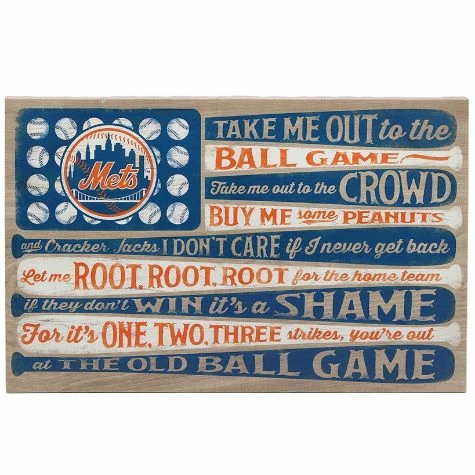 Mets
TAKE ME OUT to the
BALL GAME
Take me out to the CROWD
BUY ME some PEANUTS
and Cracker Jacks I DON'T CARE if I never get back
Let me ROOT, ROOT, ROOT for the home team
if they don't WIN it's a SHAME
For it's ONE, TWO, THREE strikes, you're out
at THE OLD BALL GAME